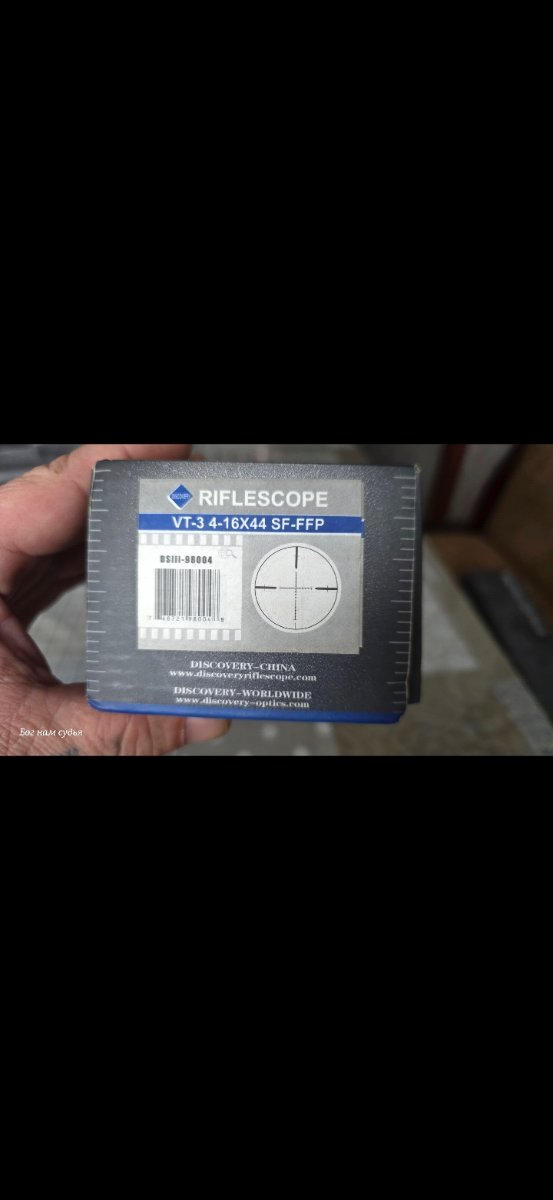 DISCOVERY
RIFLESCOPE
VT-3 4-16X44 SF-FFP
DSIII-98004
DISCOVERY-CHINA
www.discoveryriflescope.com
DISCOVERY-WORLDWIDE
www.discovery-optics.com
Бог нам судья